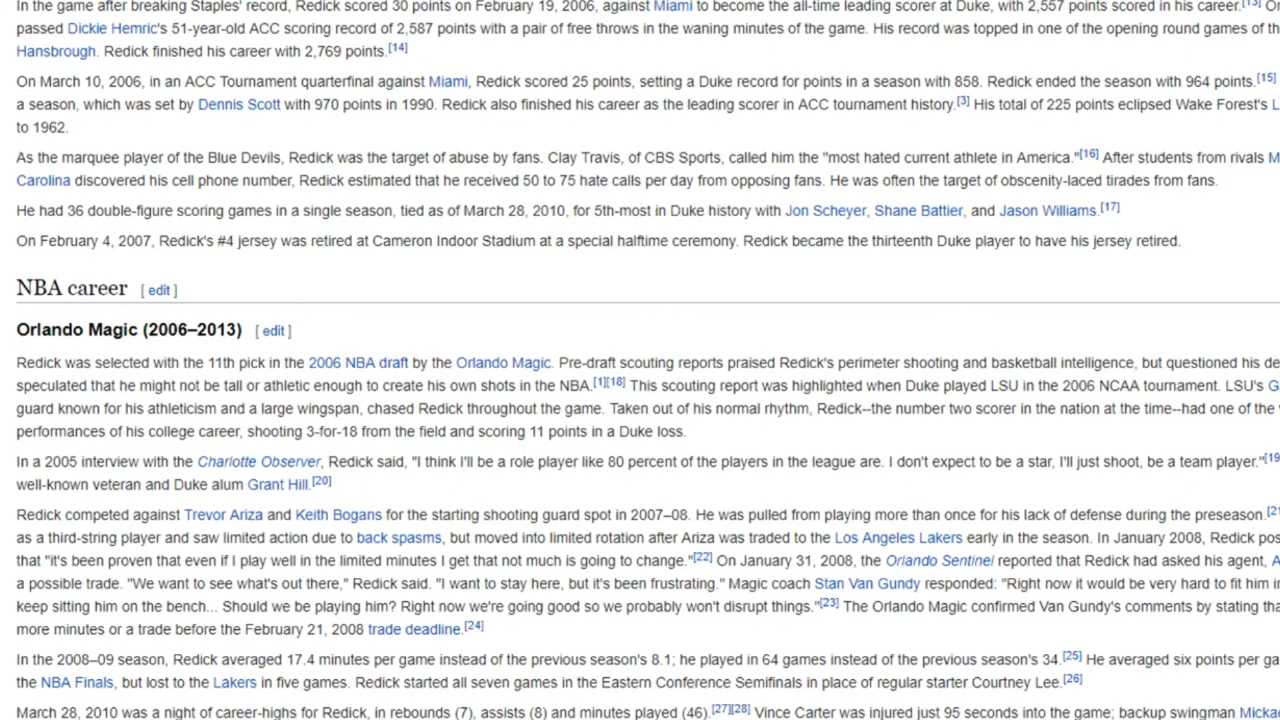 In the game after breaking Staples' record, Redick scored 30 points on February 19, 2006, against Miami to become the all-time leading scorer at Duke, with 2,557 points scored in his career.[13]
passed Dickie Hemric's 51-year-old ACC scoring record of 2,587 points with a pair of free throws in the waning minutes of the game. His record was topped in one of the opening round games of
Hansbrough. Redick finished his career with 2,769 points.[14]
On March 10, 2006, in an ACC Tournament quarterfinal against Miami, Redick scored 25 points, setting a Duke record for points in a season with 858. Redick ended the season with 964 points.[15]
a season, which was set by Dennis Scott with 970 points in 1990. Redick also finished his career as the leading scorer in ACC tournament history.[3] His total of 225 points eclipsed Wake Forest's L
to 1962.
As the marquee player of the Blue Devils, Redick was the target of abuse by fans. Clay Travis, of CBS Sports, called him the "most hated current athlete in America."[16] After students from rivals M
Carolina discovered his cell phone number, Redick estimated that he received 50 to 75 hate calls per day from opposing fans. He was often the target of obscenity-laced tirades from fans.
He had 36 double-figure scoring games in a single season, tied as of March 28, 2010, for 5th-most in Duke history with Jon Scheyer, Shane Battier, and Jason Williams.[17]
On February 4, 2007, Redick's #4 jersey was retired at Cameron Indoor Stadium at a special halftime ceremony. Redick became the thirteenth Duke player to have his jersey retired.
NBA career [ edit ]
Orlando Magic (2006–2013) [ edit ]
Redick was selected with the 11th pick in the 2006 NBA draft by the Orlando Magic. Pre-draft scouting reports praised Redick's perimeter shooting and basketball intelligence, but questioned his de
speculated that he might not be tall or athletic enough to create his own shots in the NBA.[1][18] This scouting report was highlighted when Duke played LSU in the 2006 NCAA tournament. LSU's G
guard known for his athleticism and a large wingspan, chased Redick throughout the game. Taken out of his normal rhythm, Redick--the number two scorer in the nation at the time--had one of the
performances of his college career, shooting 3-for-18 from the field and scoring 11 points in a Duke loss.
In a 2005 interview with the Charlotte Observer, Redick said, "I think I'll be a role player like 80 percent of the players in the league are. I don't expect to be a star, I'll just shoot, be a team player."[19
well-known veteran and Duke alum Grant Hill.[20]
Redick competed against Trevor Ariza and Keith Bogans for the starting shooting guard spot in 2007–08. He was pulled from playing more than once for his lack of defense during the preseason.[21
as a third-string player and saw limited action due to back spasms, but moved into limited rotation after Ariza was traded to the Los Angeles Lakers early in the season. In January 2008, Redick pos
that "it's been proven that even if I play well in the limited minutes I get that not much is going to change."[22] On January 31, 2008, the Orlando Sentinel reported that Redick had asked his agent, A
a possible trade. "We want to see what's out there," Redick said. "I want to stay here, but it's been frustrating." Magic coach Stan Van Gundy responded: "Right now it would be very hard to fit him i
keep sitting him on the bench... Should we be playing him? Right now we're going good so we probably won't disrupt things."[23] The Orlando Magic confirmed Van Gundy's comments by stating tha
more minutes or a trade before the February 21, 2008 trade deadline.[24]
In the 2008–09 season, Redick averaged 17.4 minutes per game instead of the previous season's 8.1; he played in 64 games instead of the previous season's 34.[25] He averaged six points per ga
the NBA Finals, but lost to the Lakers in five games. Redick started all seven games in the Eastern Conference Semifinals in place of regular starter Courtney Lee.[26]
March 28, 2010 was a night of career-highs for Redick, in rebounds (7), assists (8) and minutes played (46).[27][28] Vince Carter was injured just 95 seconds into the game; backup swingman Micka